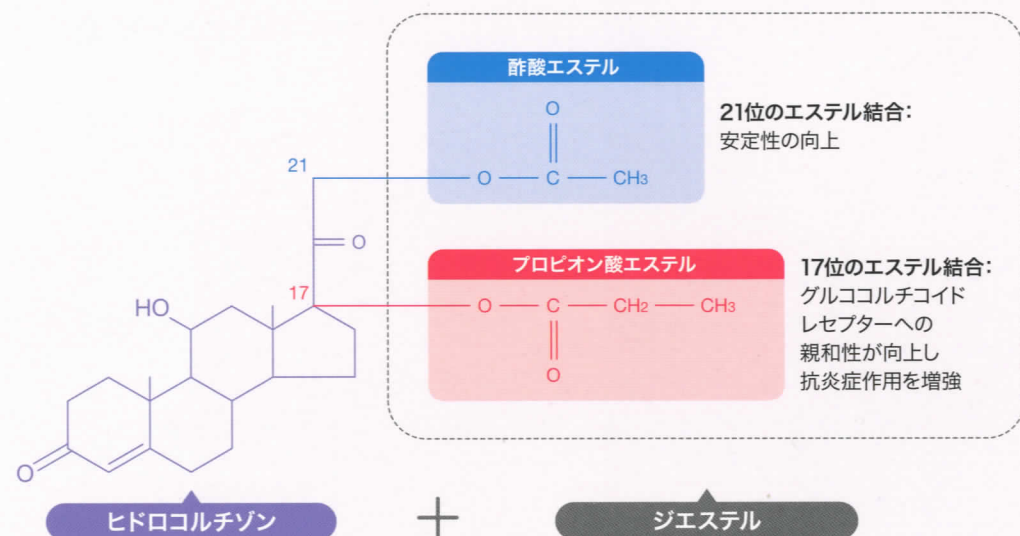 酢酸エステル
O
O C CH3
21位のエステル結合：
安定性の向上
21
O
プロピオン酸エステル
O C CH2 CH3
O
17位のエステル結合：
グルココルチコイド
レセプターへの
親和性が向上し
抗炎症作用を増強
17
HO
O
ヒドロコルチゾン
+
ジエステル